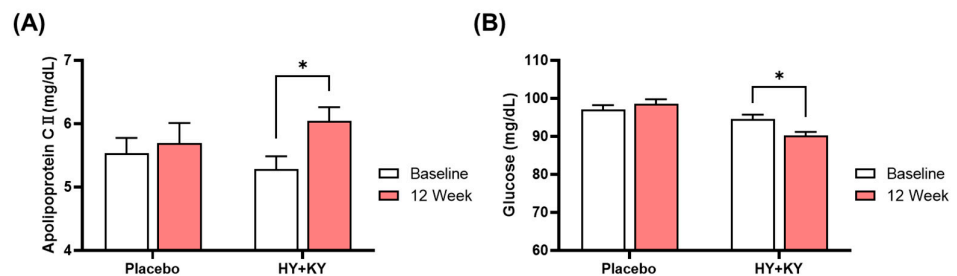 (A)
Apolipoprotein C Ⅱ (mg/dL)
7
6
5
4
*
Placebo
HY+KY
Baseline
12 Week
(B)
Glucose (mg/dL)
110
100
90
80
70
60
*
Placebo
HY+KY
Baseline
12 Week